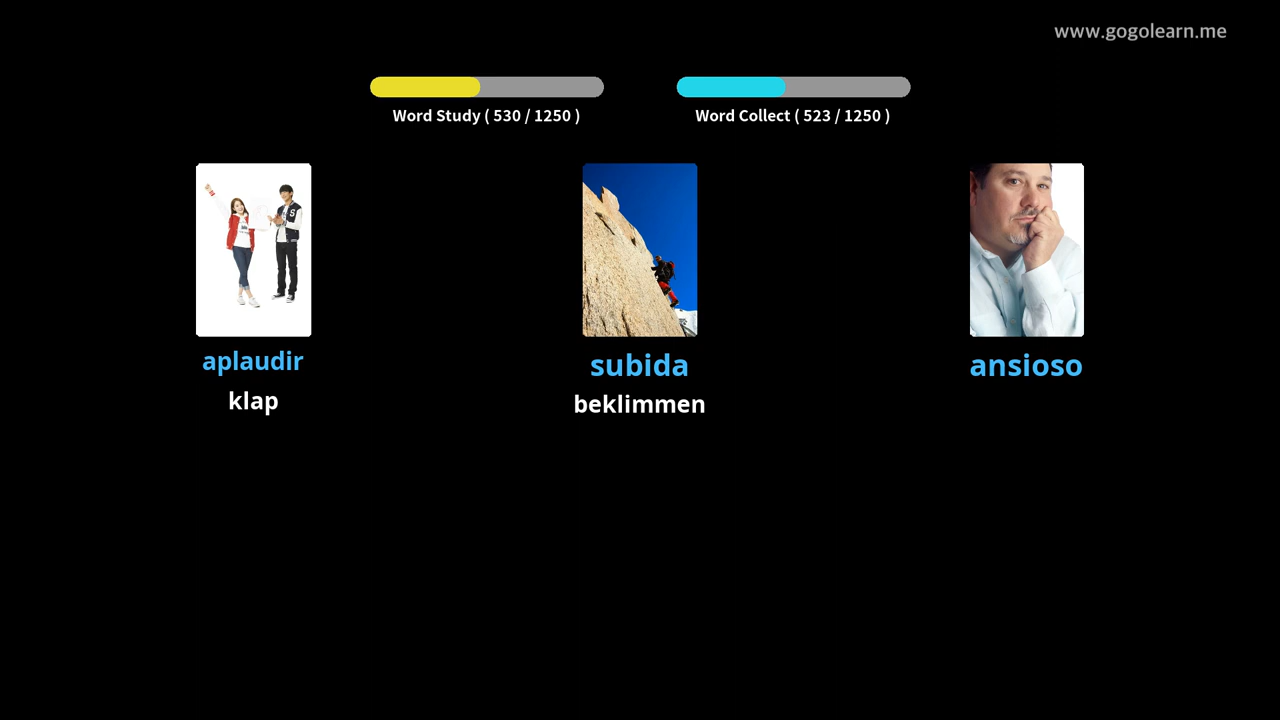 www.gogolearn.me
Word Study ( 530 / 1250 )
Word Collect ( 523 / 1250 )
aplaudir
subida
ansioso
klap
beklimmen